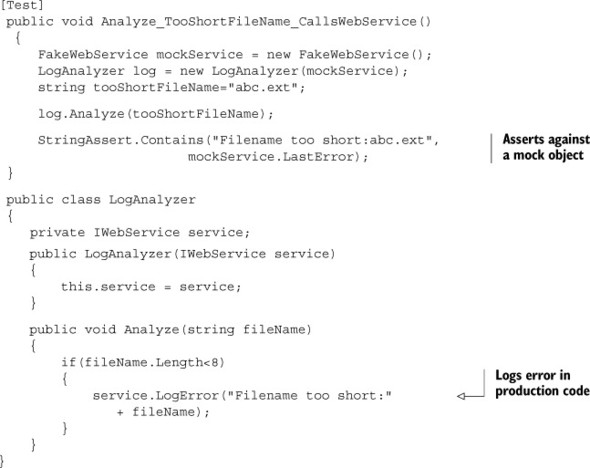 [Test]
public void Analyze_TooShortFileName_CallsWebService()
{
FakeWebService mockService = new FakeWebService();
LogAnalyzer log = new LogAnalyzer(mockService);
string tooShortFileName="abc.ext";
log.Analyze(tooShortFileName);
StringAssert.Contains("Filename too short:abc.ext",
mockService.LastError);
Asserts against
a mock object
}
public class LogAnalyzer
{
private IWebService service;
public LogAnalyzer(IWebService service)
{
this.service = service;
}
public void Analyze(string fileName)
{
if(fileName.Length<8)
{
service.LogError("Filename too short:"
+ fileName);
Logs error in
production code
}
}
}